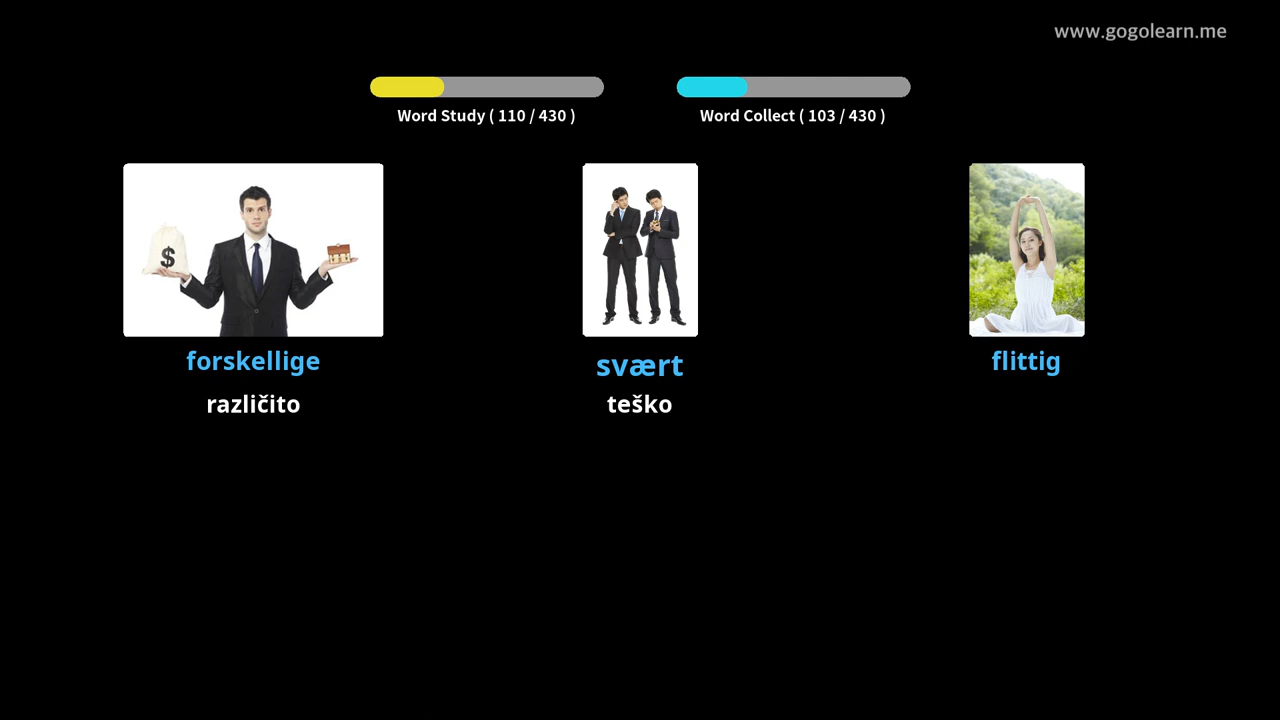 www.gogolearn.me
Word Study ( 110 / 430 )
Word Collect ( 103 / 430 )
$
forskellige
svært
flittig
različito
teško